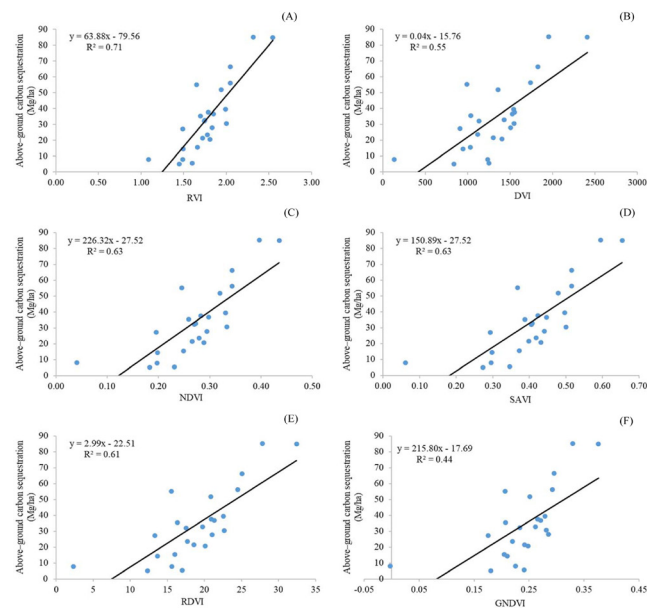 (A)
y = 63.88x - 79.56
R² = 0.71
Above-ground carbon sequestration
(Mg/ha)
90
80
70
60
50
40
30
20
10
0
0.00 0.50 1.00 1.50 2.00 2.50 3.00
RVI
(B)
y = 0.04x - 15.76
R² = 0.55
Above-ground carbon sequestration
(Mg/ha)
90
80
70
60
50
40
30
20
10
0
0 500 1000 1500 2000 2500 3000
DVI
(C)
y = 226.32x - 27.52
R² = 0.63
Above-ground carbon sequestration
(Mg/ha)
90
80
70
60
50
40
30
20
10
0
0.00 0.10 0.20 0.30 0.40 0.50
NDVI
(D)
y = 150.89x - 27.52
R² = 0.63
Above-ground carbon sequestration
(Mg/ha)
90
80
70
60
50
40
30
20
10
0
0.00 0.10 0.20 0.30 0.40 0.50 0.60 0.70
SAVI
(E)
y = 2.99x - 22.51
R² = 0.61
Above-ground carbon sequestration
(Mg/ha)
90
80
70
60
50
40
30
20
10
0
0.0 5.0 10.0 15.0 20.0 25.0 30.0 35.0
RDVI
(F)
y = 215.80x - 17.69
R² = 0.44
Above-ground carbon sequestration
(Mg/ha)
90
80
70
60
50
40
30
20
10
0
-0.05 0.05 0.15 0.25 0.35 0.45
GNDVI